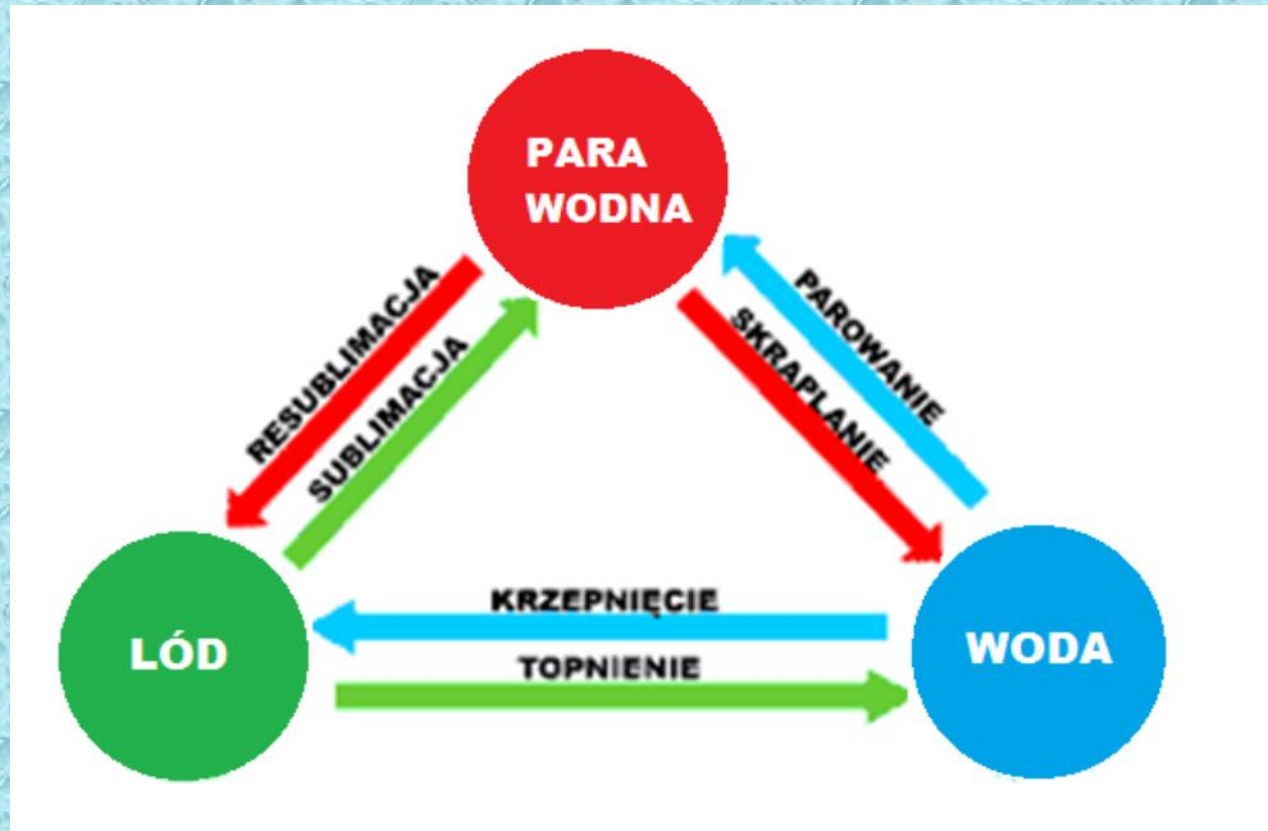 PARA
WODNA
RESUBLIMACJA
SUBLIMACJA
SKRAPLANIE
PAROWANIE
KRZEPNIĘCIE
TOPNIENIE
LÓD
WODA